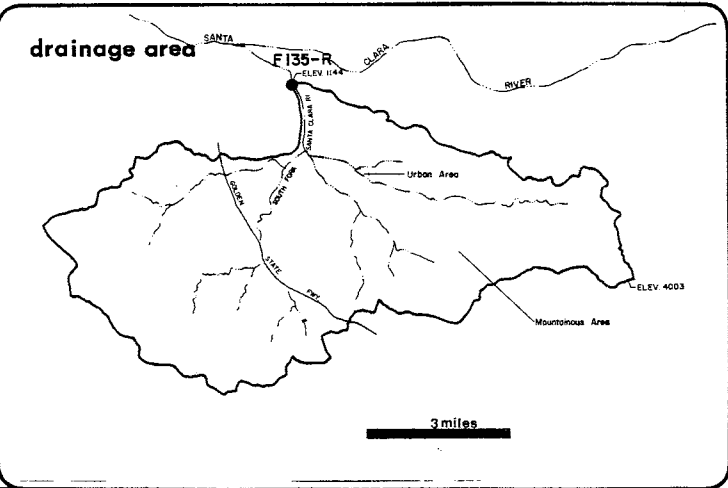 drainage area
SANTA
CLARA
RIVER
F135-R
ELEV. 1144
SANTA CLARA RI
Urban Area
GOLDEN
STATE
FWY.
SOUTH FORK
ELEV. 4003
Mountainous Area
3 miles